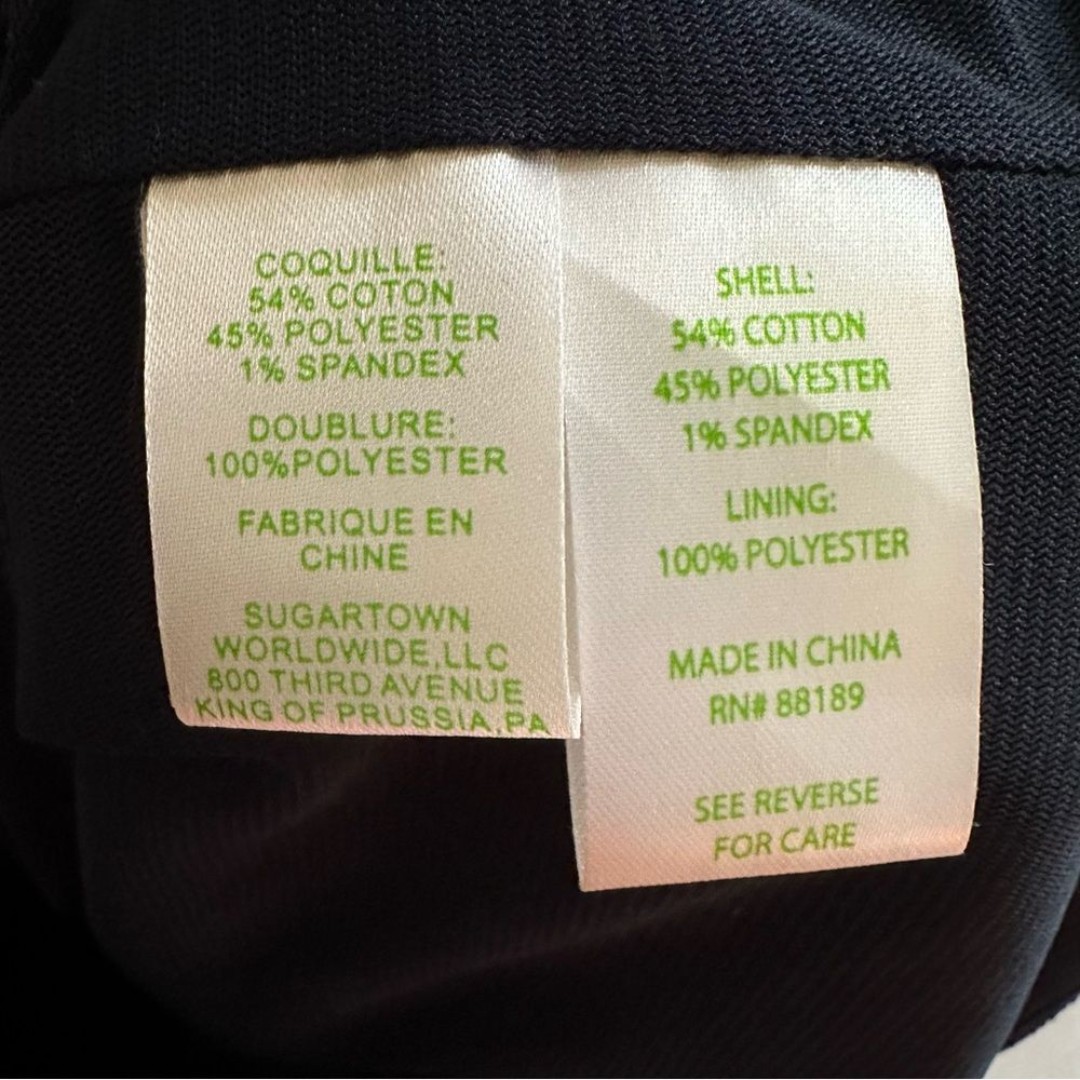 COQUILLE:
54% COTON
45% POLYESTER
1% SPANDEX
DOUBLURE:
100%POLYESTER
FABRIQUE EN
CHINE
SUGARTOWN
WORLDWIDE,LLC
800 THIRD AVENUE
KING OF PRUSSIA,PA
SHELL:
54% COTTON
45% POLYESTER
1% SPANDEX
LINING:
100% POLYESTER
MADE IN CHINA
RN# 88189
SEE REVERSE
FOR CARE